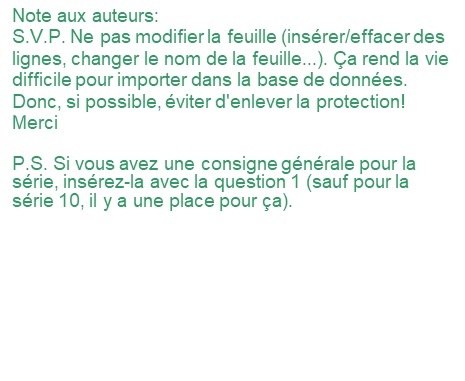 Note aux auteurs:
S.V.P. Ne pas modifier la feuille (insérer/effacer des
lignes, changer le nom de la feuille...). Ça rend la vie
difficile pour importer dans la base de données.
Donc, si possible, éviter d'enlever la protection!
Merci
P.S. Si vous avez une consigne générale pour la
série, insérez-la avec la question 1 (sauf pour la
série 10, il y a une place pour ça).